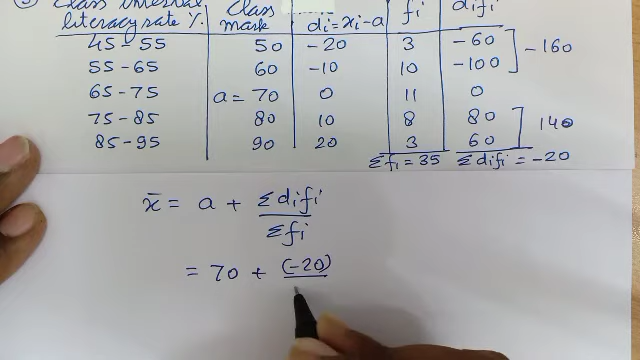 ③ Class Interval Class di = xi - a fi difi
literacy rate %. mark
45-55 50 -20 3 -60
55-65 60 -10 10 -100 -160
65-75 a = 70 0 11 0
75-85 80 10 8 80 140
85-95 90 20 3 60
Σfi = 35 Σdifi = -20
x̄ = a + Σdifi
Σfi
= 70 + (-20)